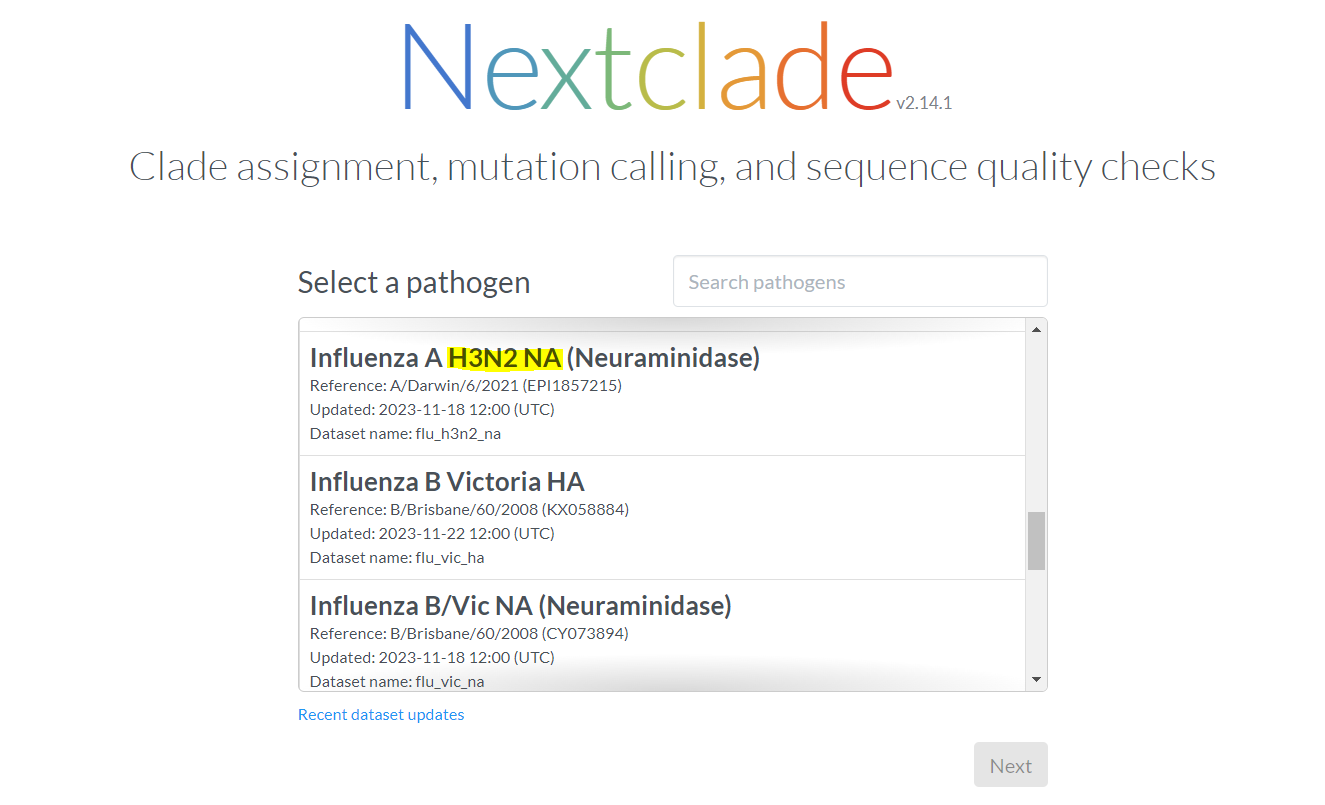 Nextclade v2.14.1
Clade assignment, mutation calling, and sequence quality checks
Select a pathogen
Search pathogens
Influenza A H3N2 NA (Neuraminidase)
Reference: A/Darwin/6/2021 (EPI1857215)
Updated: 2023-11-18 12:00 (UTC)
Dataset name: flu_h3n2_na
Influenza B Victoria HA
Reference: B/Brisbane/60/2008 (KX058884)
Updated: 2023-11-22 12:00 (UTC)
Dataset name: flu_vic_ha
Influenza B/Vic NA (Neuraminidase)
Reference: B/Brisbane/60/2008 (CY073894)
Updated: 2023-11-18 12:00 (UTC)
Dataset name: flu_vic_na
Recent dataset updates
Next